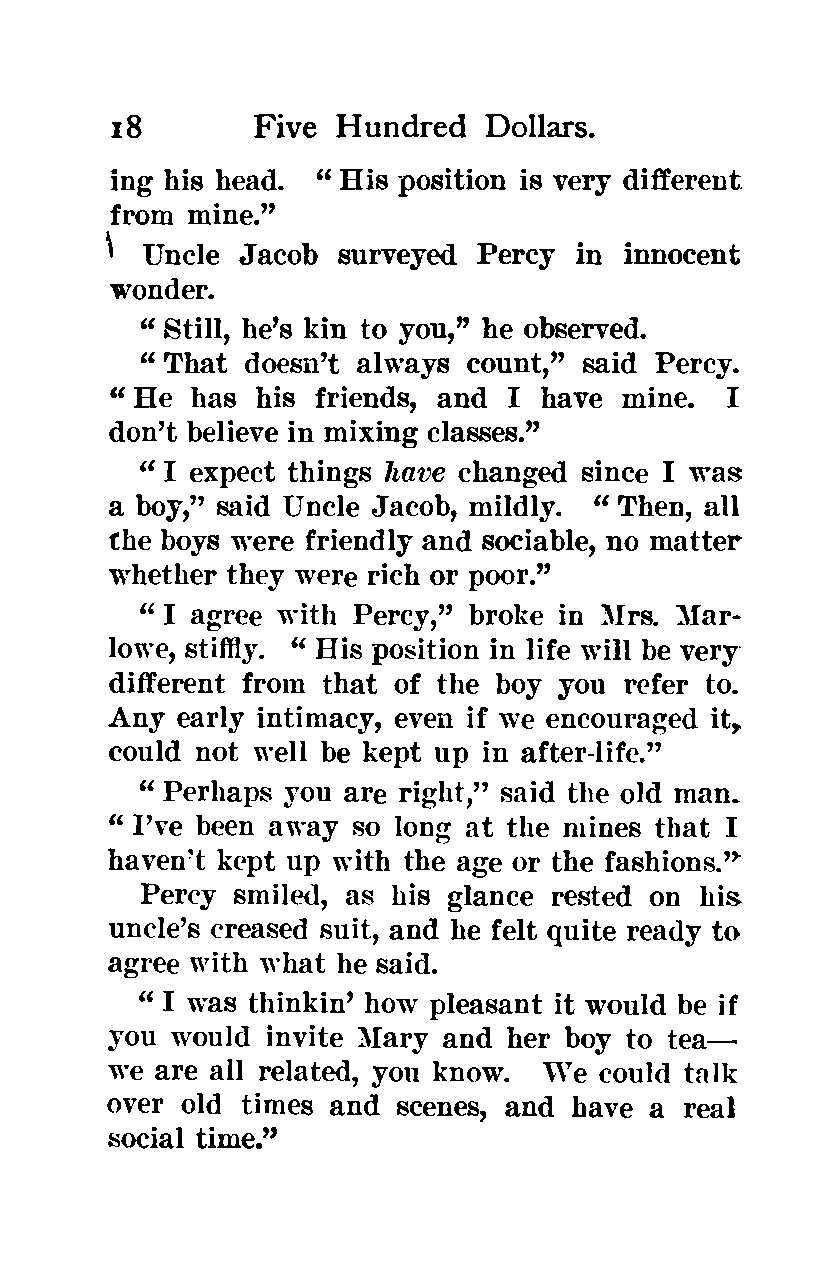 18 Five Hundred Dollars.
ing his head. “His position is very different
from mine.”
Uncle Jacob surveyed Percy in innocent
wonder.
“Still, he’s kin to you,” he observed.
“That doesn’t always count,” said Percy.
“He has his friends, and I have mine. I
don’t believe in mixing classes.”
“I expect things have changed since I was
a boy,” said Uncle Jacob, mildly. “Then, all
the boys were friendly and sociable, no matter
whether they were rich or poor.”
“I agree with Percy,” broke in Mrs. Mar-
lowe, stiffly. “His position in life will be very
different from that of the boy you refer to.
Any early intimacy, even if we encouraged it,
could not well be kept up in after-life.”
“Perhaps you are right,” said the old man.
“I’ve been away so long at the mines that I
haven’t kept up with the age or the fashions.”
Percy smiled, as his glance rested on his
uncle’s creased suit, and he felt quite ready to
agree with what he said.
“I was thinkin’ how pleasant it would be if
you would invite Mary and her boy to tea—
we are all related, you know. We could talk
over old times and scenes, and have a real
social time.”